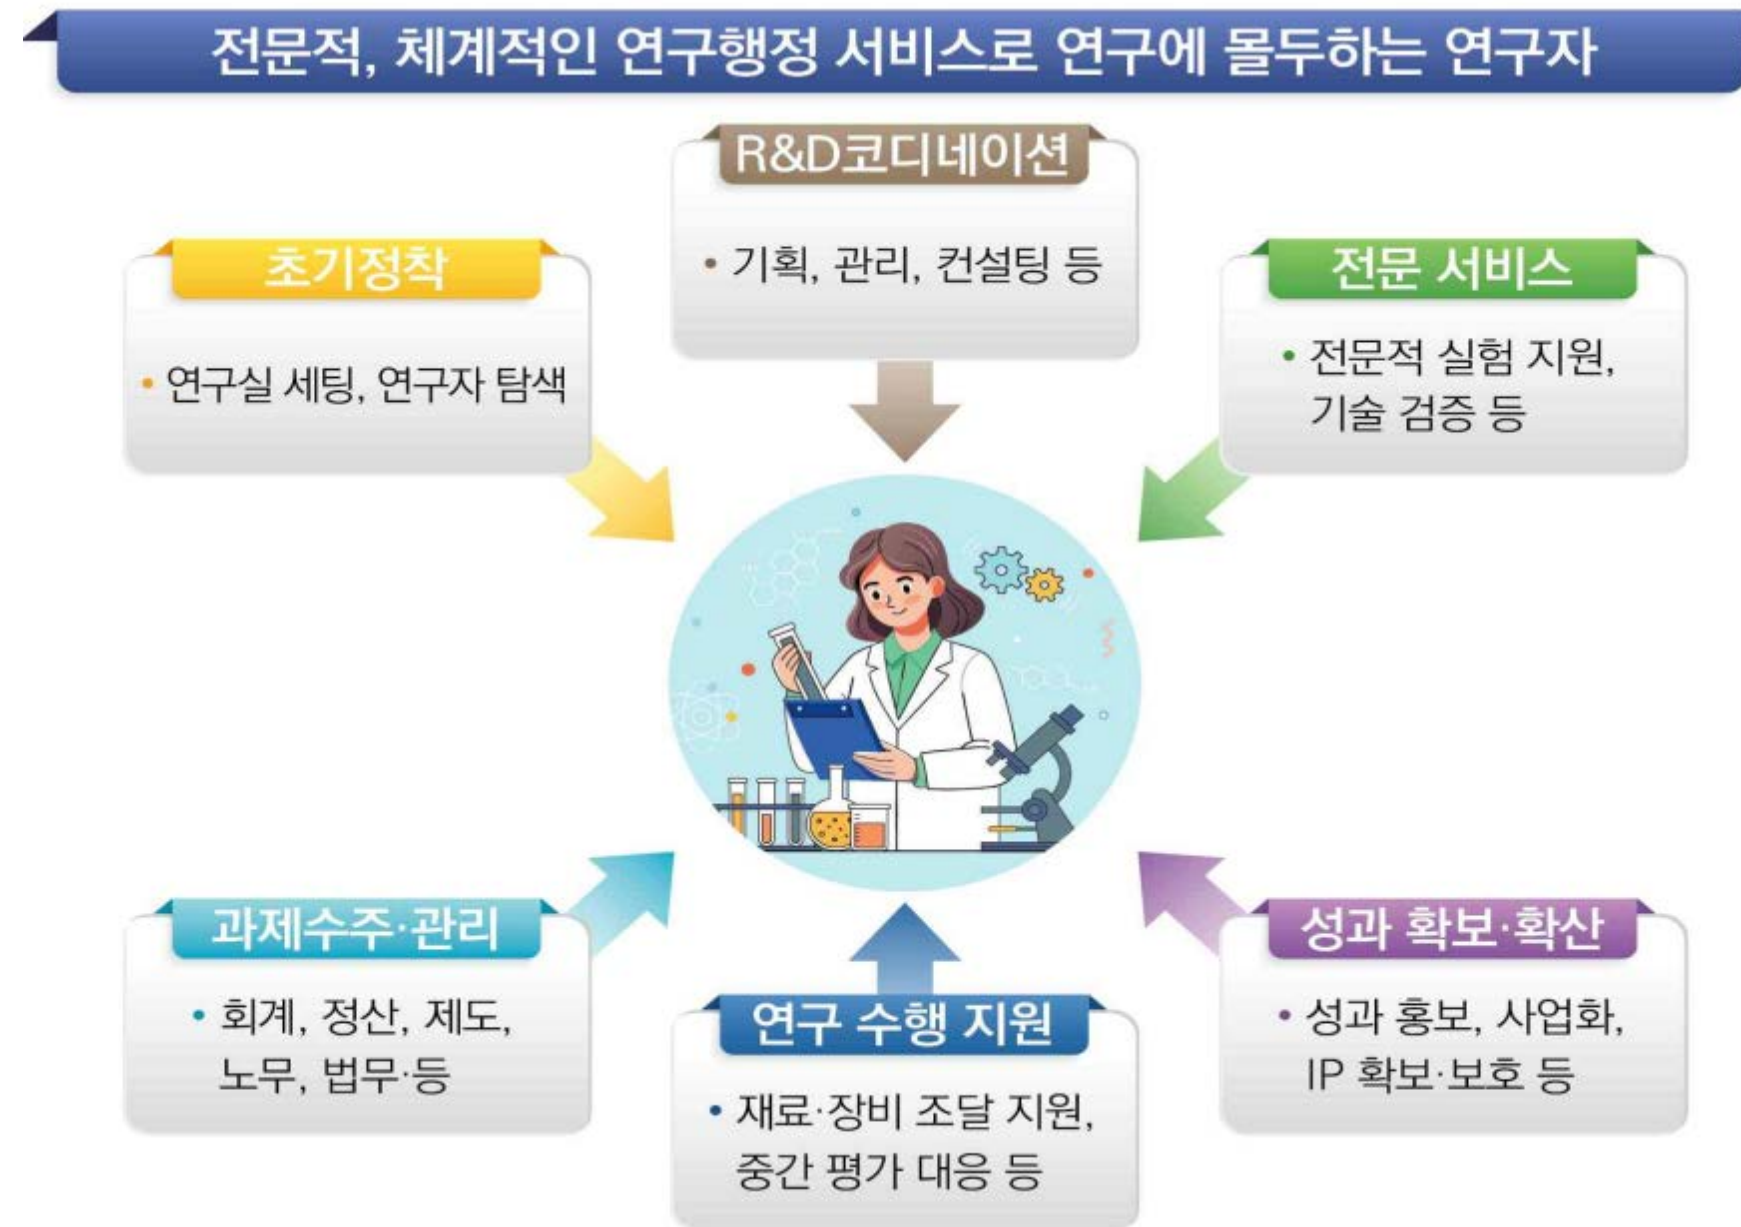 전문적, 체계적인 연구행정 서비스로 연구에 몰두하는 연구자
R&D코디네이션
• 기획, 관리, 컨설팅 등
초기정착
• 연구실 세팅, 연구자 탐색
전문 서비스
• 전문적 실험 지원,
기술 검증 등
과제수주·관리
• 회계, 정산, 제도,
노무, 법무·등
연구 수행 지원
• 재료·장비 조달 지원,
중간 평가 대응 등
성과 확보·확산
• 성과 홍보, 사업화,
IP 확보·보호 등